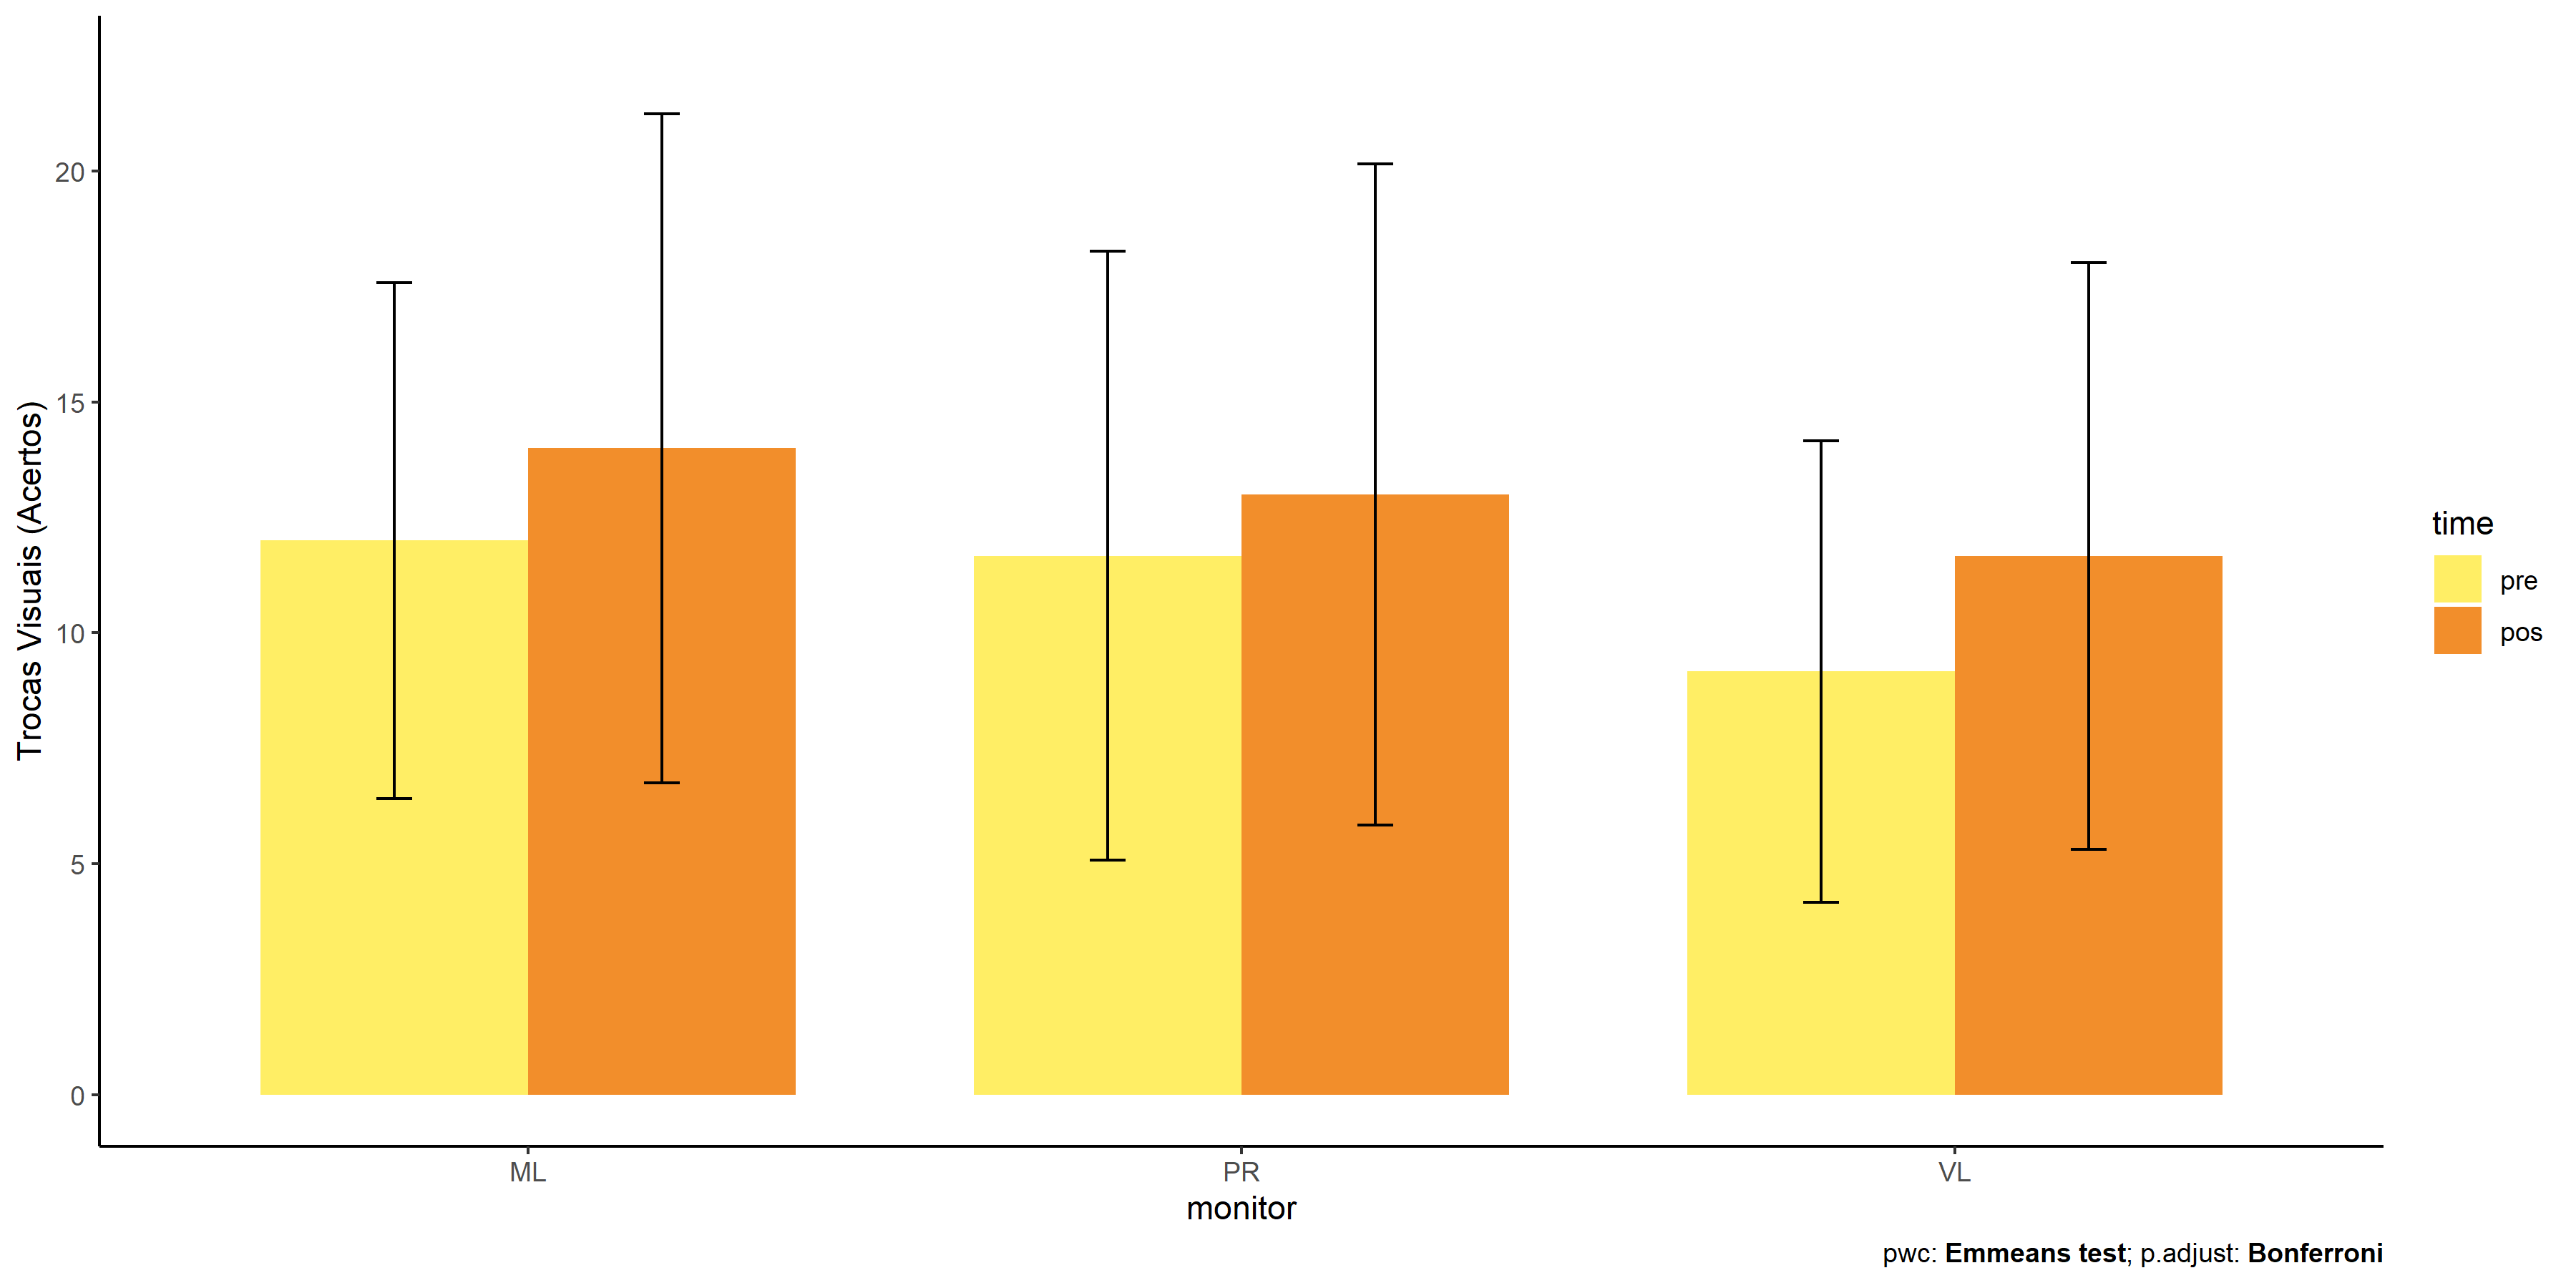 Trocas Visuais (Acertos)
20
15
10
5
0
ML
PR
VL
monitor
time
pre
pos
pwc: Emmeans test; p.adjust: Bonferroni